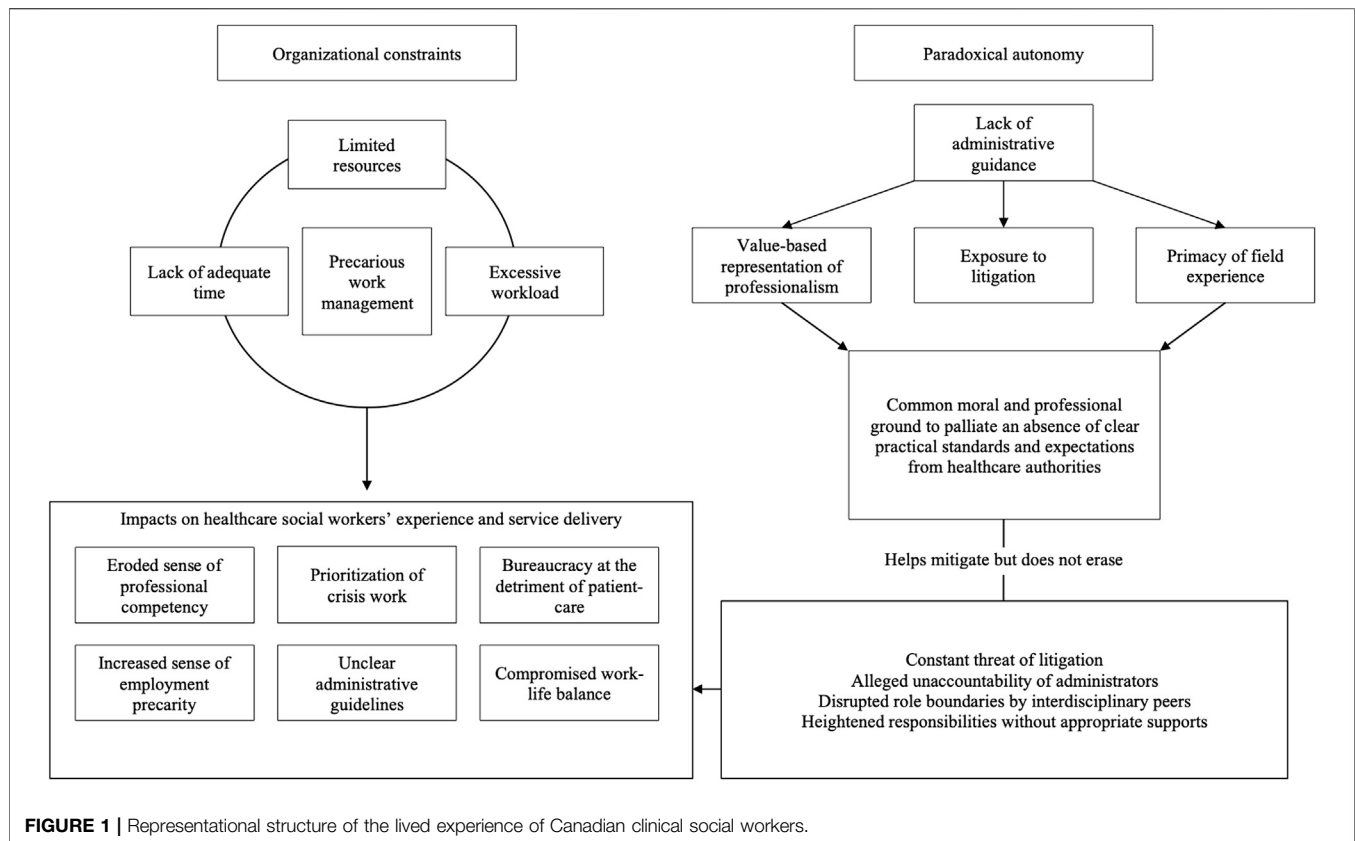 Organizational constraints
Paradoxical autonomy
Limited
resources
Lack of adequate
time
Precarious
work
management
Excessive
workload
Lack of
administrative
guidance
Value-based
representation of
professionalism
Exposure to
litigation
Primacy of field
experience
Common moral and professional
ground to palliate an absence of clear
practical standards and expectations
from healthcare authorities
Helps mitigate but does not erase
Impacts on healthcare social workers’ experience and service delivery
Eroded sense of
professional
competency
Prioritization of
crisis work
Bureaucracy at the
detriment of patient-
care
Increased sense of
employment
precarity
Unclear
administrative
guidelines
Compromised work-
life balance
Constant threat of litigation
Alleged unaccountability of administrators
Disrupted role boundaries by interdisciplinary peers
Heightened responsibilities without appropriate supports
FIGURE 1 | Representational structure of the lived experience of Canadian clinical social workers.